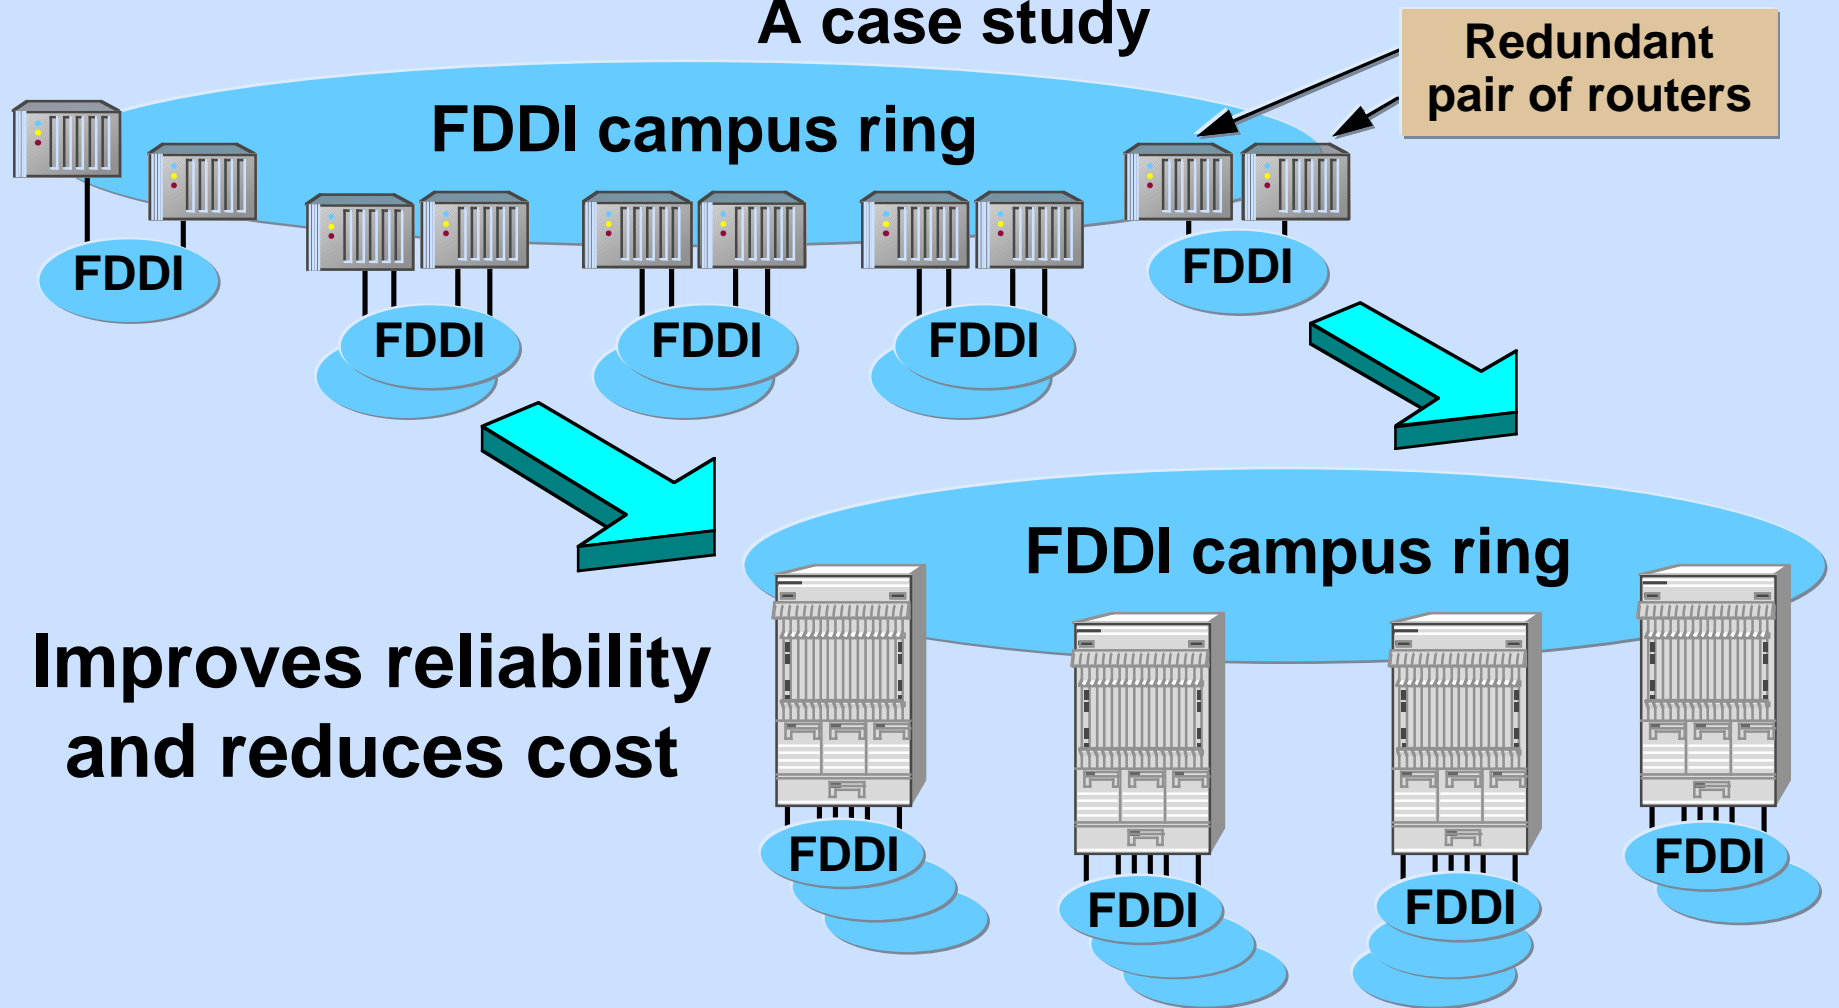 A case study
Redundant
pair of routers
FDDI campus ring
FDDI
FDDI
FDDI
FDDI
FDDI
FDDI campus ring
Improves reliability
and reduces cost
FDDI
FDDI
FDDI
FDDI